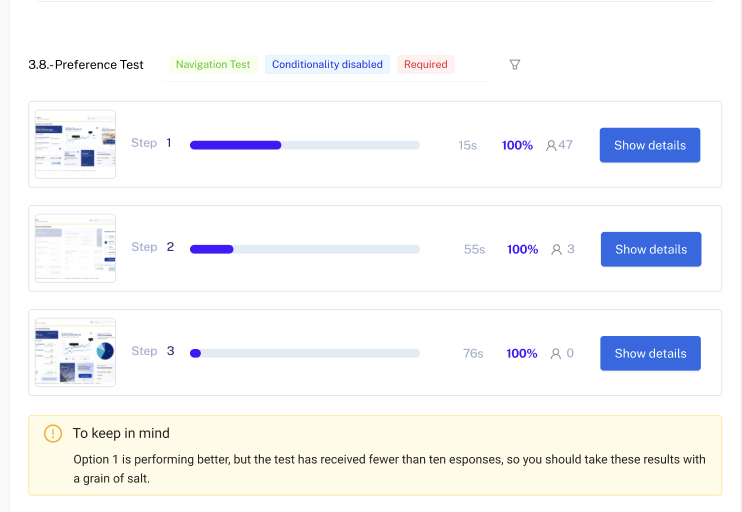 3.8.- Preference Test Navigation Test Conditionality disabled Required
Step 1 15s 100% 47 Show details
Step 2 55s 100% 3 Show details
Step 3 76s 100% 0 Show details
To keep in mind
Option 1 is performing better, but the test has received fewer than ten esponses, so you should take these results with
a grain of salt.